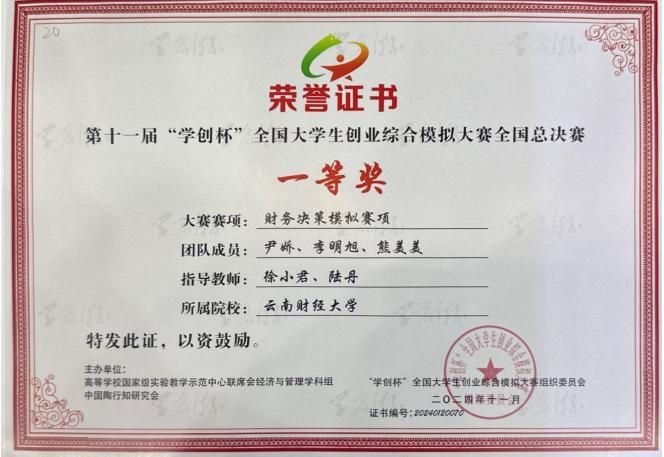 20
荣誉证书
第十一届“学创杯”全国大学生创业综合模拟大赛全国总决赛
一等奖
大赛赛项：财务决策模拟赛项
团队成员：尹娇、李明旭、熊美美
指导教师：徐小君、陆丹
所属院校：云南财经大学
特发此证，以资鼓励。
主办单位：
高等学校国家级实验教学示范中心联席会经济与管理学科组
中国陶行知研究会
“学创杯”全国大学生创业综合模拟大赛组织委员会
二〇二四年十二月
证书编号：20240120070